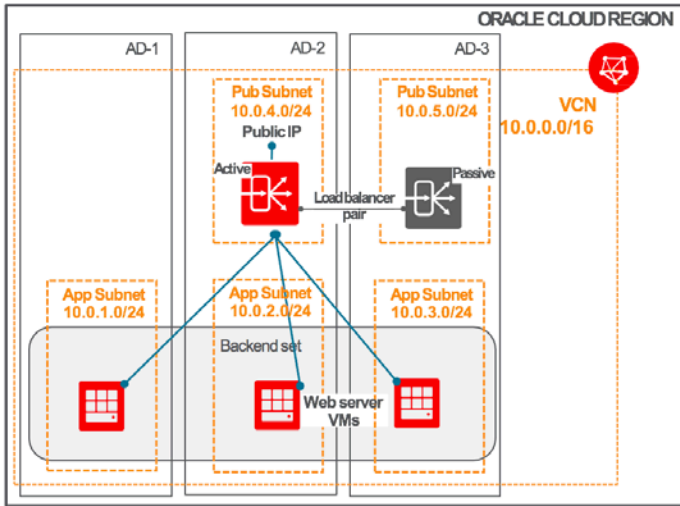 ORACLE CLOUD REGION
AD-1
AD-2
AD-3
Pub Subnet
10.0.4.0/24
Pub Subnet
10.0.5.0/24
VCN
10.0.0.0/16
Public IP
Active
Passive
Load balancer
pair
App Subnet
10.0.1.0/24
App Subnet
10.0.2.0/24
App Subnet
10.0.3.0/24
Backend set
Web server
VMs